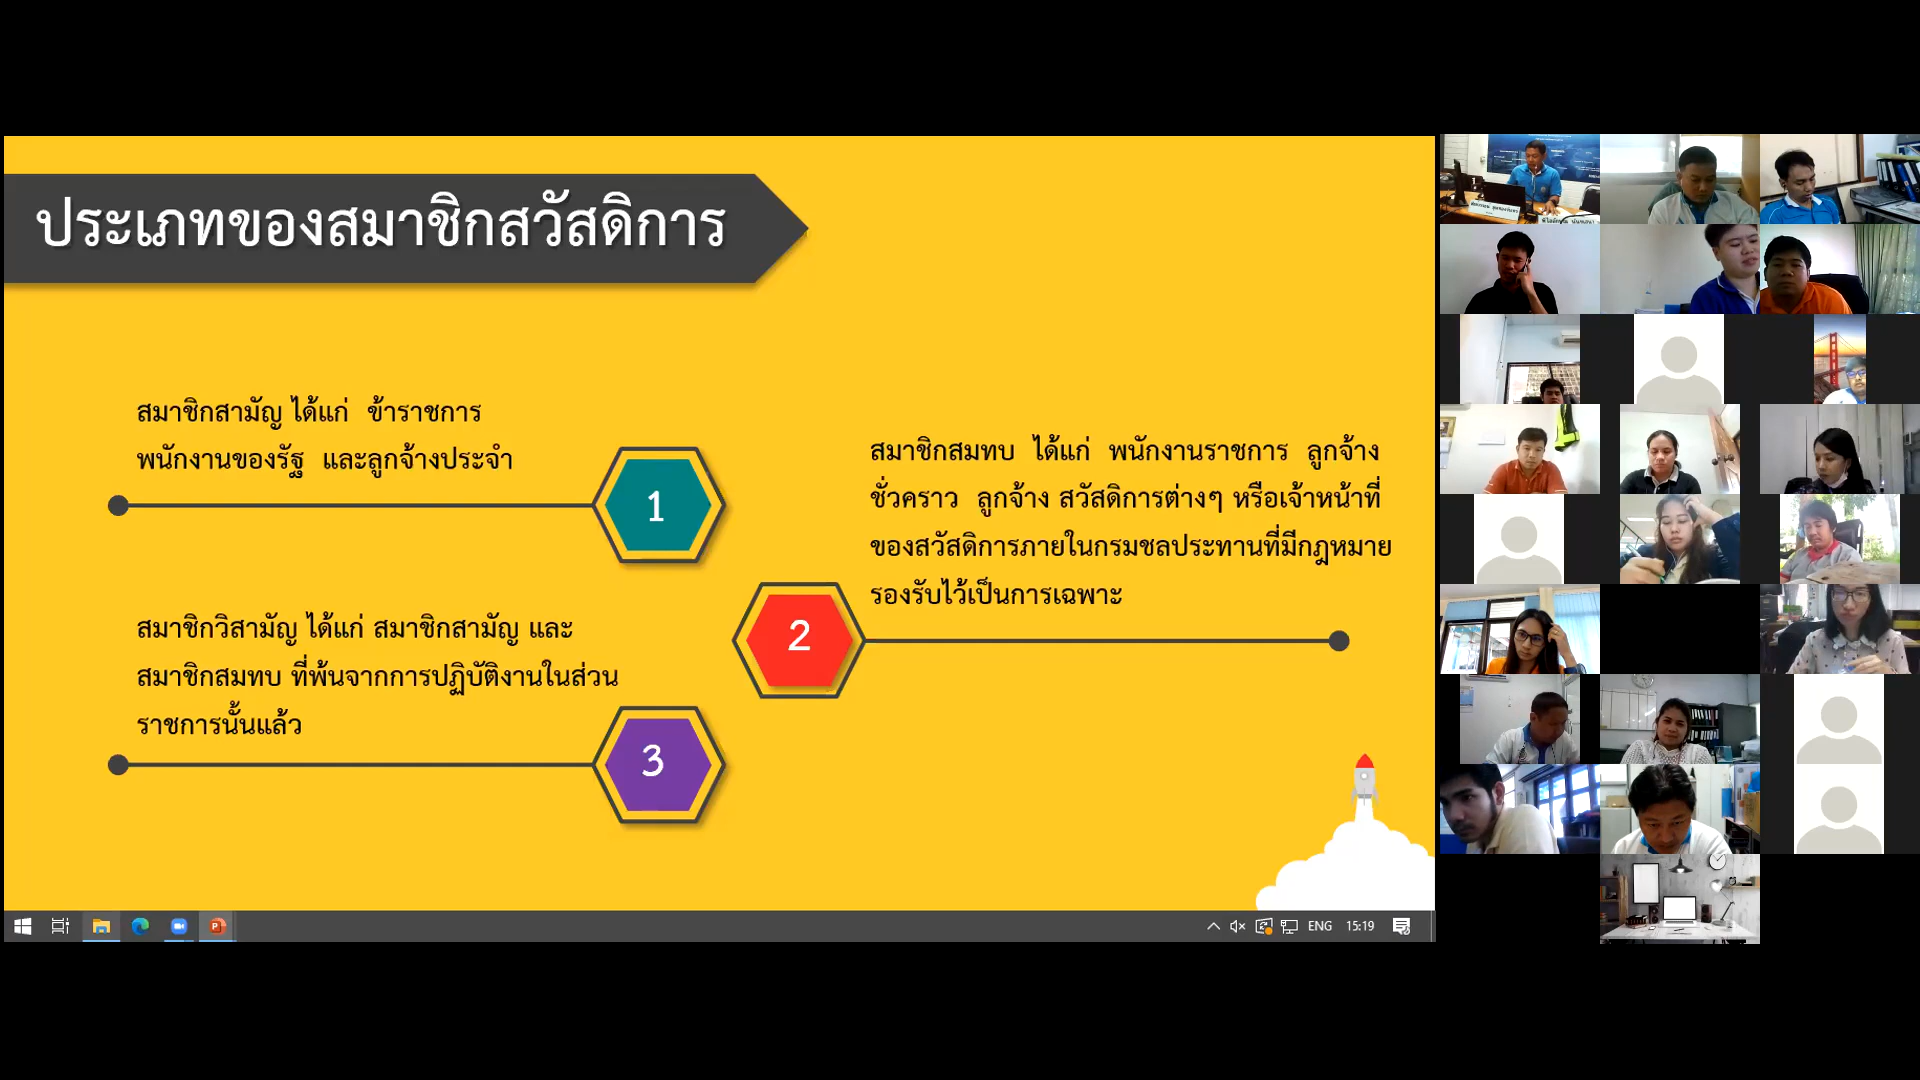 ประเภทของสมาชิกสวัสดิการ
สมาชิกสามัญ ได้แก่ ข้าราชการ
พนักงานของรัฐ และลูกจ้างประจำ
1
สมาชิกสมทบ ได้แก่ พนักงานราชการ ลูกจ้าง
ชั่วคราว ลูกจ้าง สวัสดิการต่างๆ หรือเจ้าหน้าที่
ของสวัสดิการภายในกรมชลประทานที่มีกฎหมาย
รองรับไว้เป็นการเฉพาะ
2
สมาชิกวิสามัญ ได้แก่ สมาชิกสามัญ และ
สมาชิกสมทบ ที่พ้นจากการปฏิบัติงานในส่วน
ราชการนั้นแล้ว
3
ENG 15:19